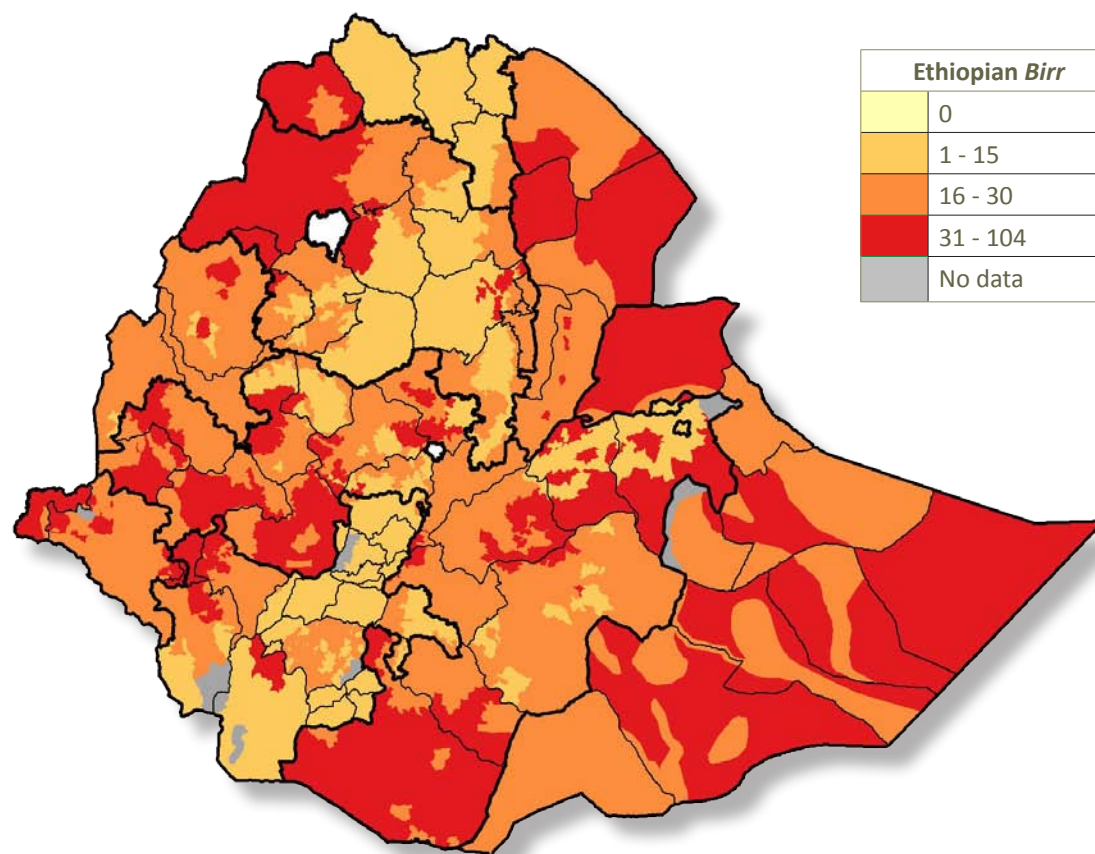 Ethiopian Birr
0
1 - 15
16 - 30
31 - 104
No data